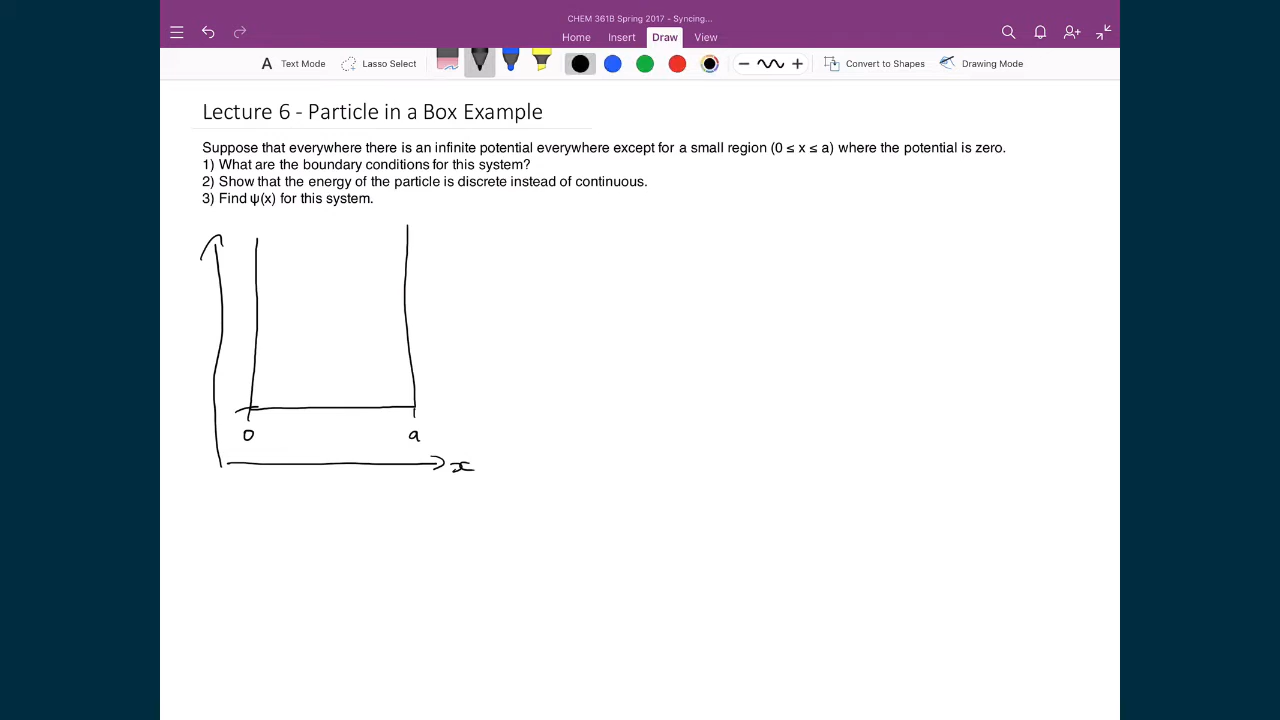 CHEM 361B Spring 2017 - Syncing...
Home Insert Draw View
A Text Mode Lasso Select Convert to Shapes Drawing Mode
Lecture 6 - Particle in a Box Example
Suppose that everywhere there is an infinite potential everywhere except for a small region (0 ≤ x ≤ a) where the potential is zero.
1) What are the boundary conditions for this system?
2) Show that the energy of the particle is discrete instead of continuous.
3) Find ψ(x) for this system.
0 a
x